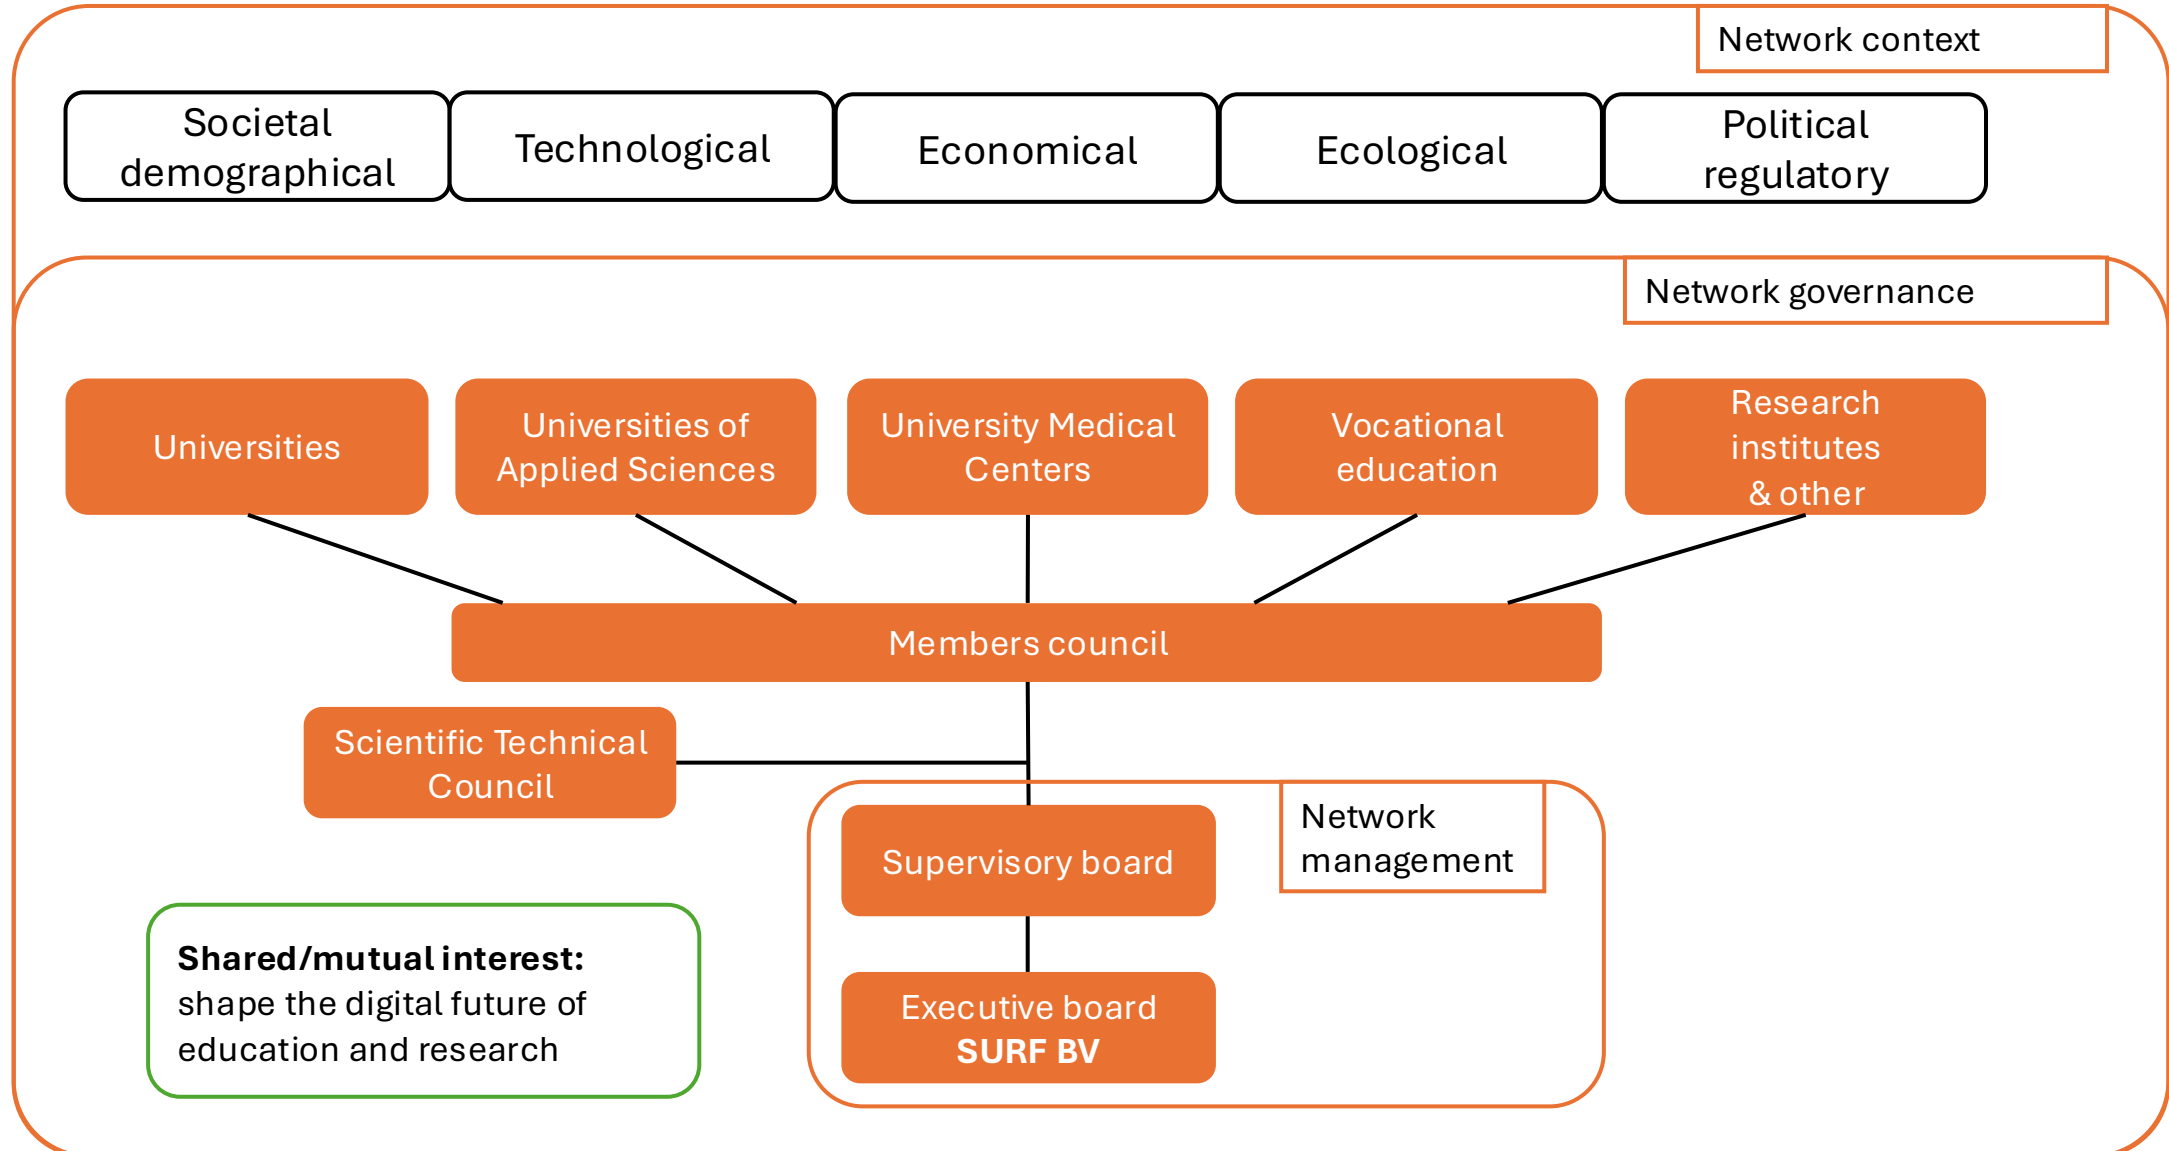 Network context
Societal
demographical
Technological
Economical
Ecological
Political
regulatory
Network governance
Universities
Universities of
Applied Sciences
University Medical
Centers
Vocational
education
Research
institutes
& other
Members council
Scientific Technical
Council
Network
management
Supervisory board
Shared/mutual interest:
shape the digital future of
education and research
Executive board
SURF BV